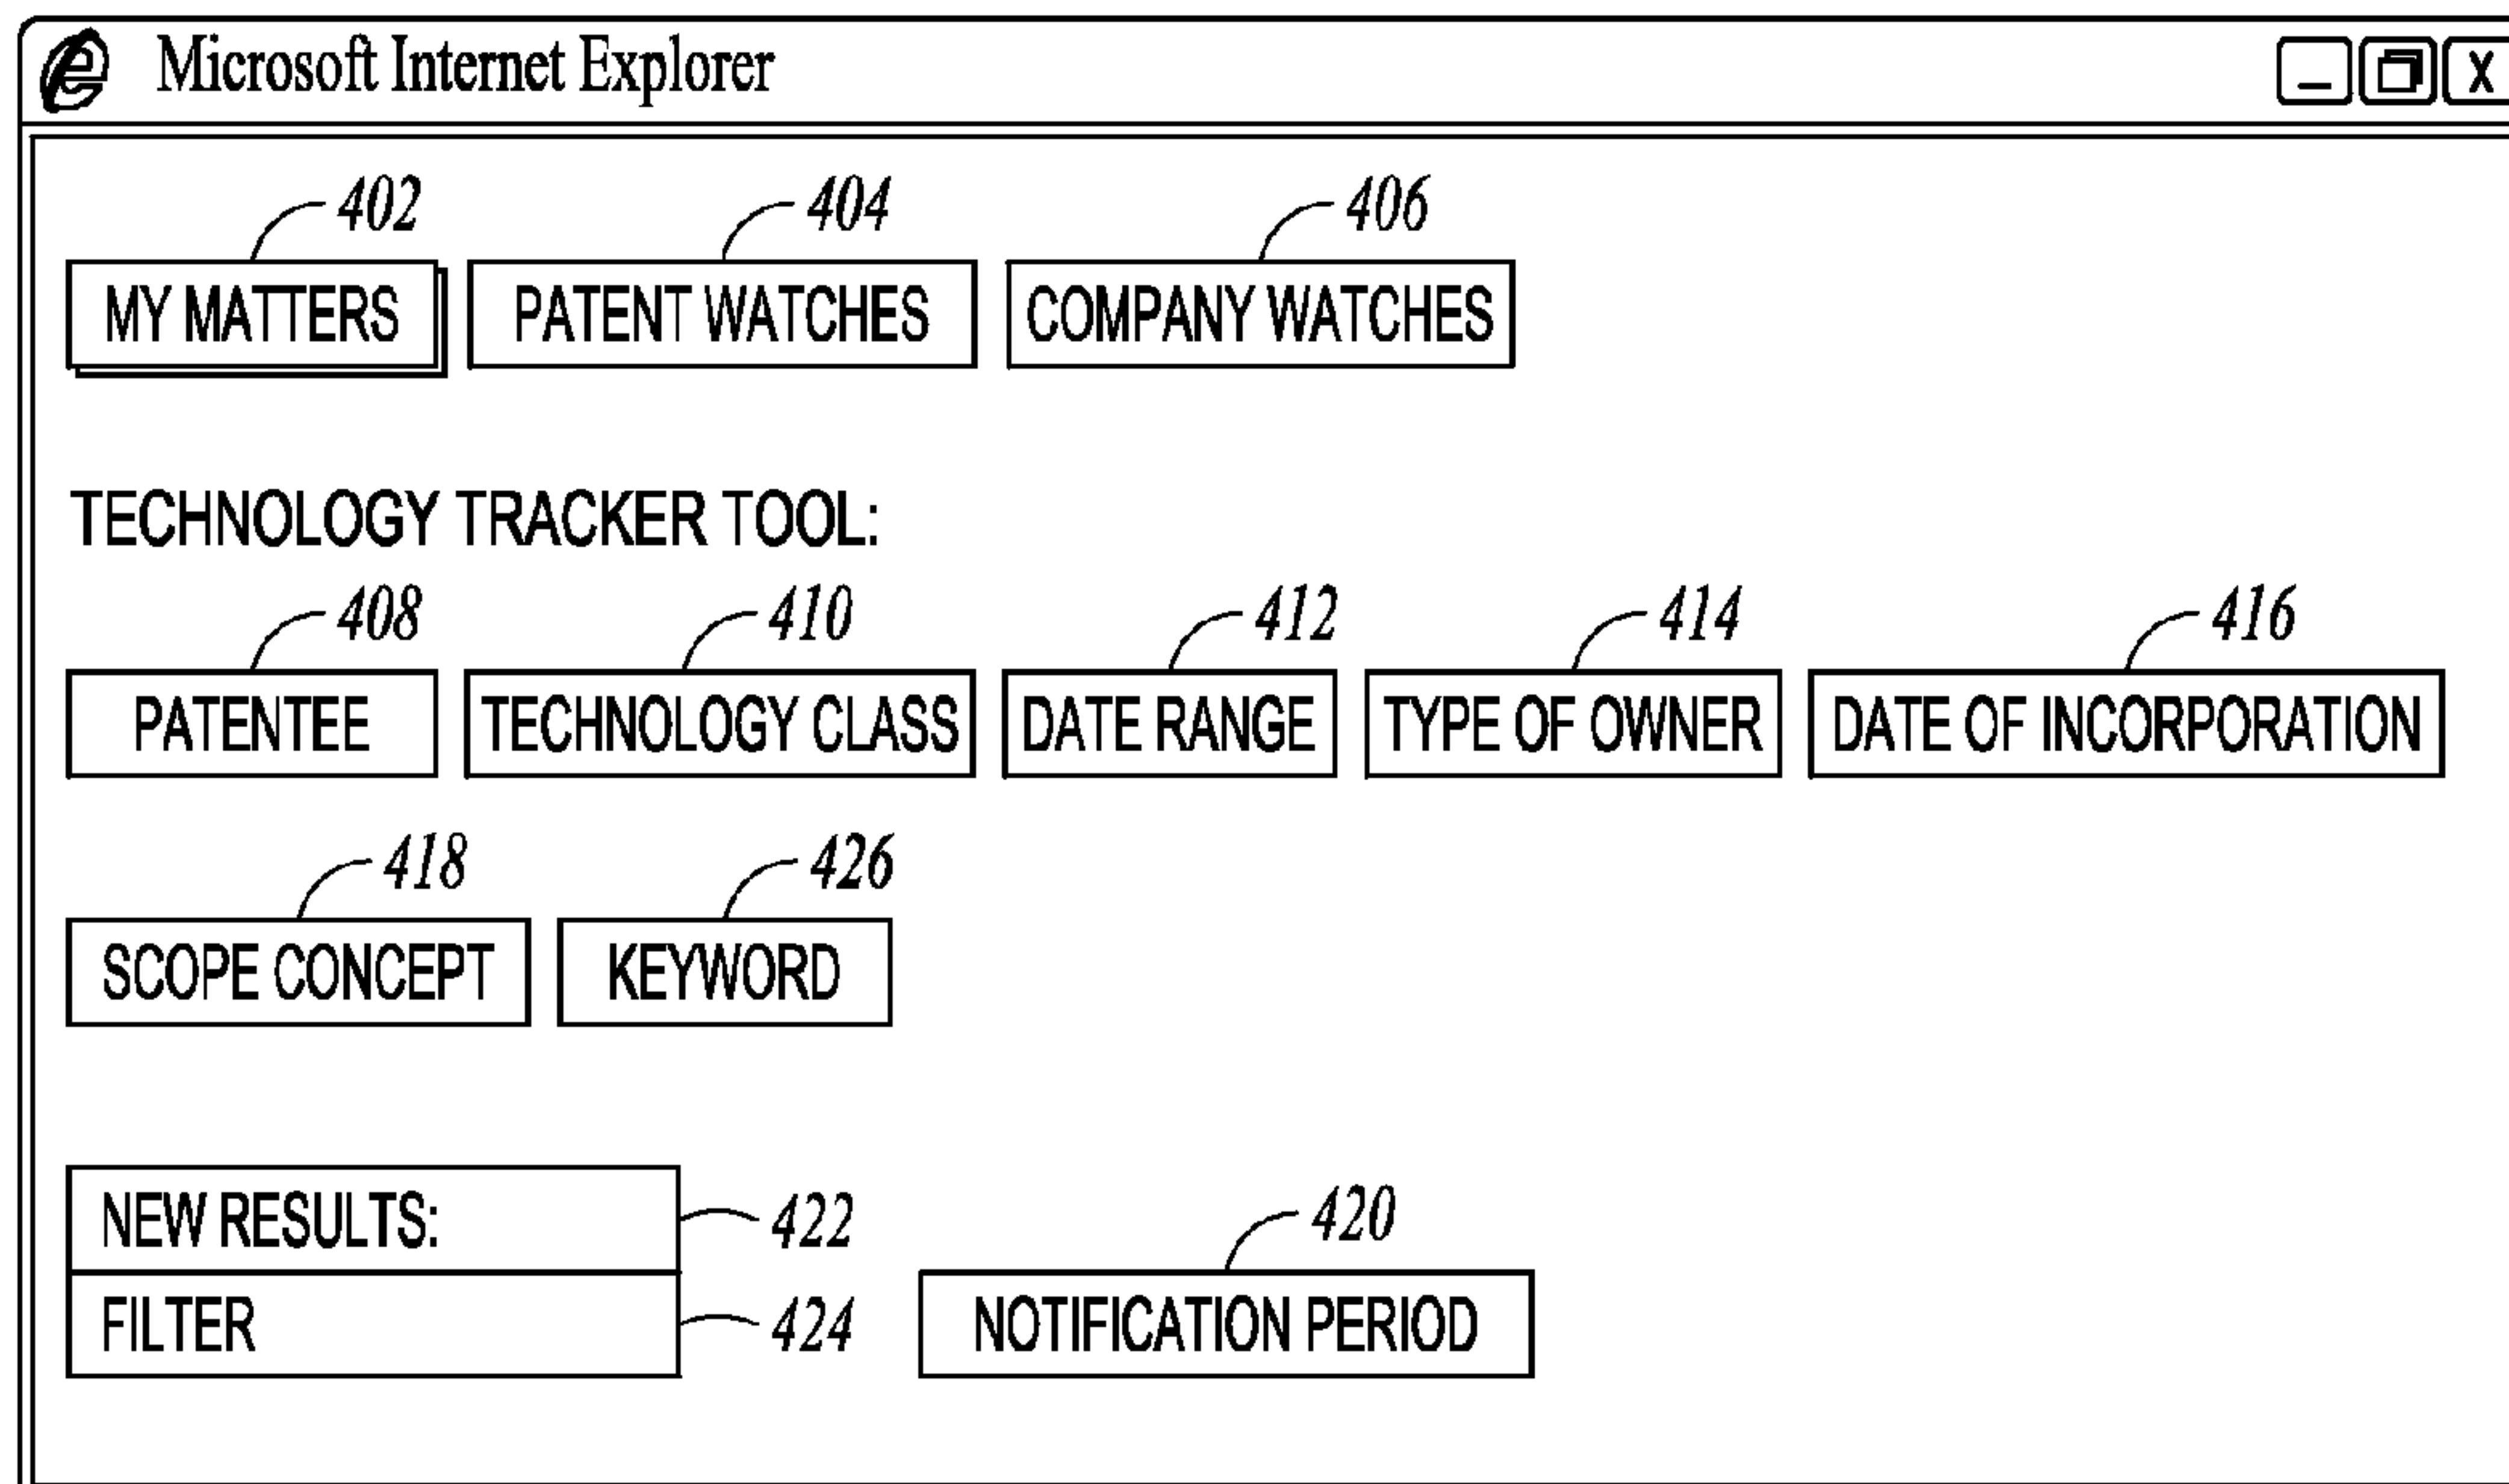 Microsoft Internet Explorer
402 404 406
MY MATTERS PATENT WATCHES COMPANY WATCHES
TECHNOLOGY TRACKER TOOL:
408 410 412 414 416
PATENTEE TECHNOLOGY CLASS DATE RANGE TYPE OF OWNER DATE OF INCORPORATION
418 426
SCOPE CONCEPT KEYWORD
NEW RESULTS: 422 420
FILTER 424 NOTIFICATION PERIOD